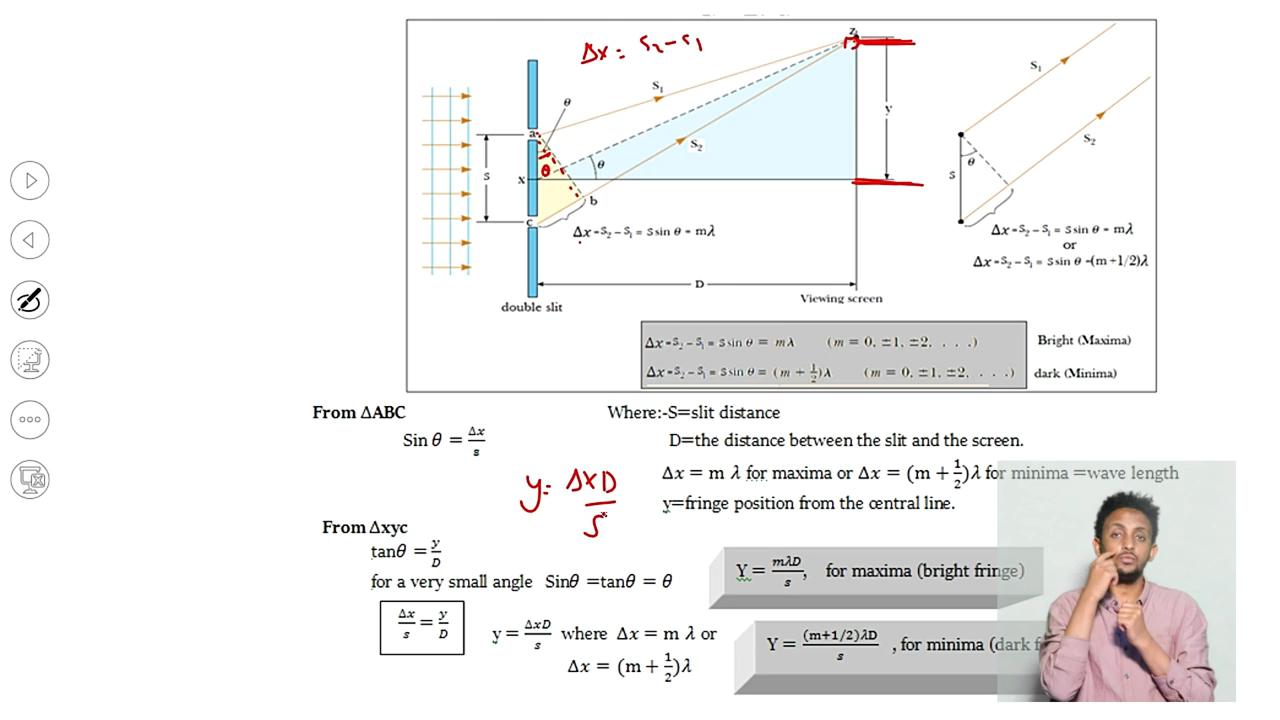 Δx = S₂ – S₁
z
S₁
θ
a
S₂
y
S₁
θ
θ
S
x
b
c
S₂
θ
S
Δx=S₂ – S₁ = S sin θ = mλ
Δx=S₂ – S₁ = S sin θ = mλ
or
Δx=S₂ – S₁ = S sin θ =(m +1/2)λ
D
double slit
Viewing screen
Δx=S₂ – S₁ = S sin θ = mλ (m = 0, ±1, ±2, . . .) Bright (Maxima)
Δx=S₂ – S₁ = S sin θ = (m + 1/2)λ (m = 0, ±1, ±2, . . .) dark (Minima)
From ΔABC Where:-S=slit distance
Sin θ = Δx/s
D=the distance between the slit and the screen.
Δx = m λ for maxima or Δx = (m + 1/2)λ for minima =wave length
y = ΔxD/S
y=fringe position from the central line.
From Δxyc
tanθ = y/D
for a very small angle Sinθ =tanθ = θ
Y = mλD/s, for maxima (bright fringe)
Δx/s = y/D
y = ΔxD/s where Δx = m λ or
Δx = (m + 1/2)λ
Y = (m+1/2)λD/s , for minima (dark